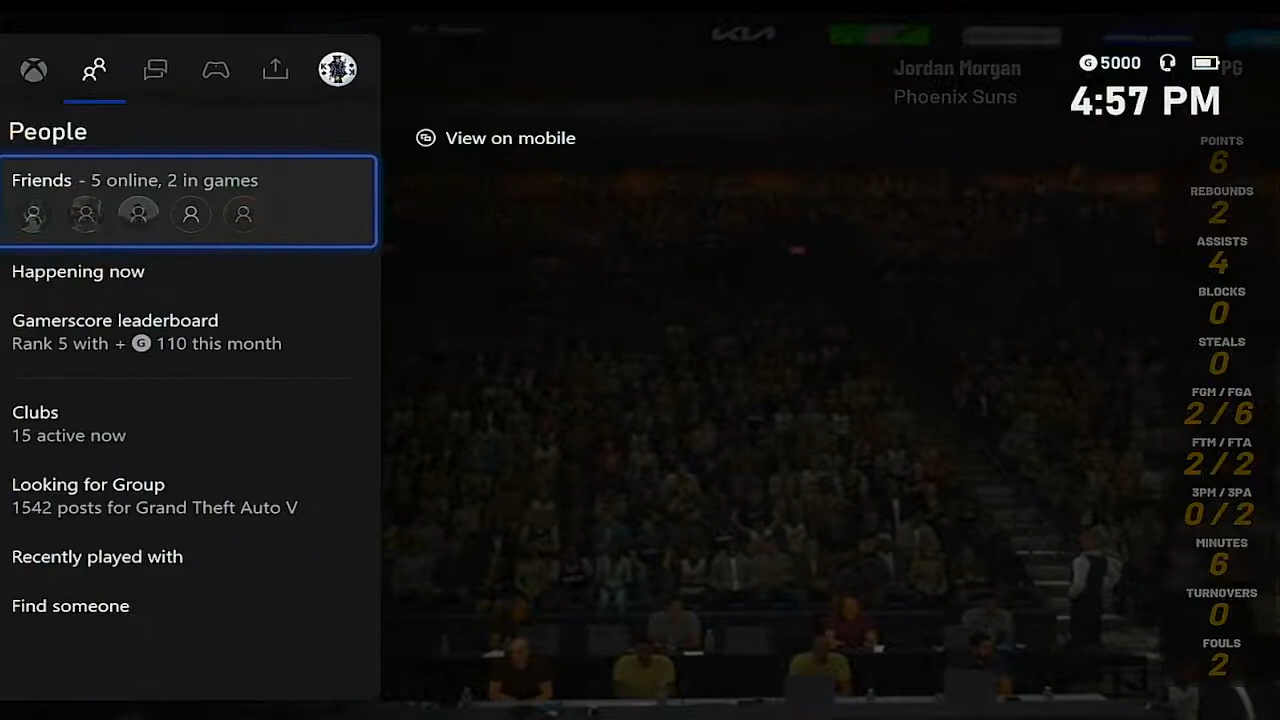 People
Friends - 5 online, 2 in games
Happening now
Gamerscore leaderboard
Rank 5 with + G 110 this month
Clubs
15 active now
Looking for Group
1542 posts for Grand Theft Auto V
Recently played with
Find someone
View on mobile
KIA
Jordan Morgan
Phoenix Suns
PG
G 5000
4:57 PM
POINTS
6
REBOUNDS
2
ASSISTS
4
BLOCKS
0
STEALS
0
FGM / FGA
2 / 6
FTM / FTA
2 / 2
3PM / 3PA
0 / 2
MINUTES
6
TURNOVERS
0
FOULS
2